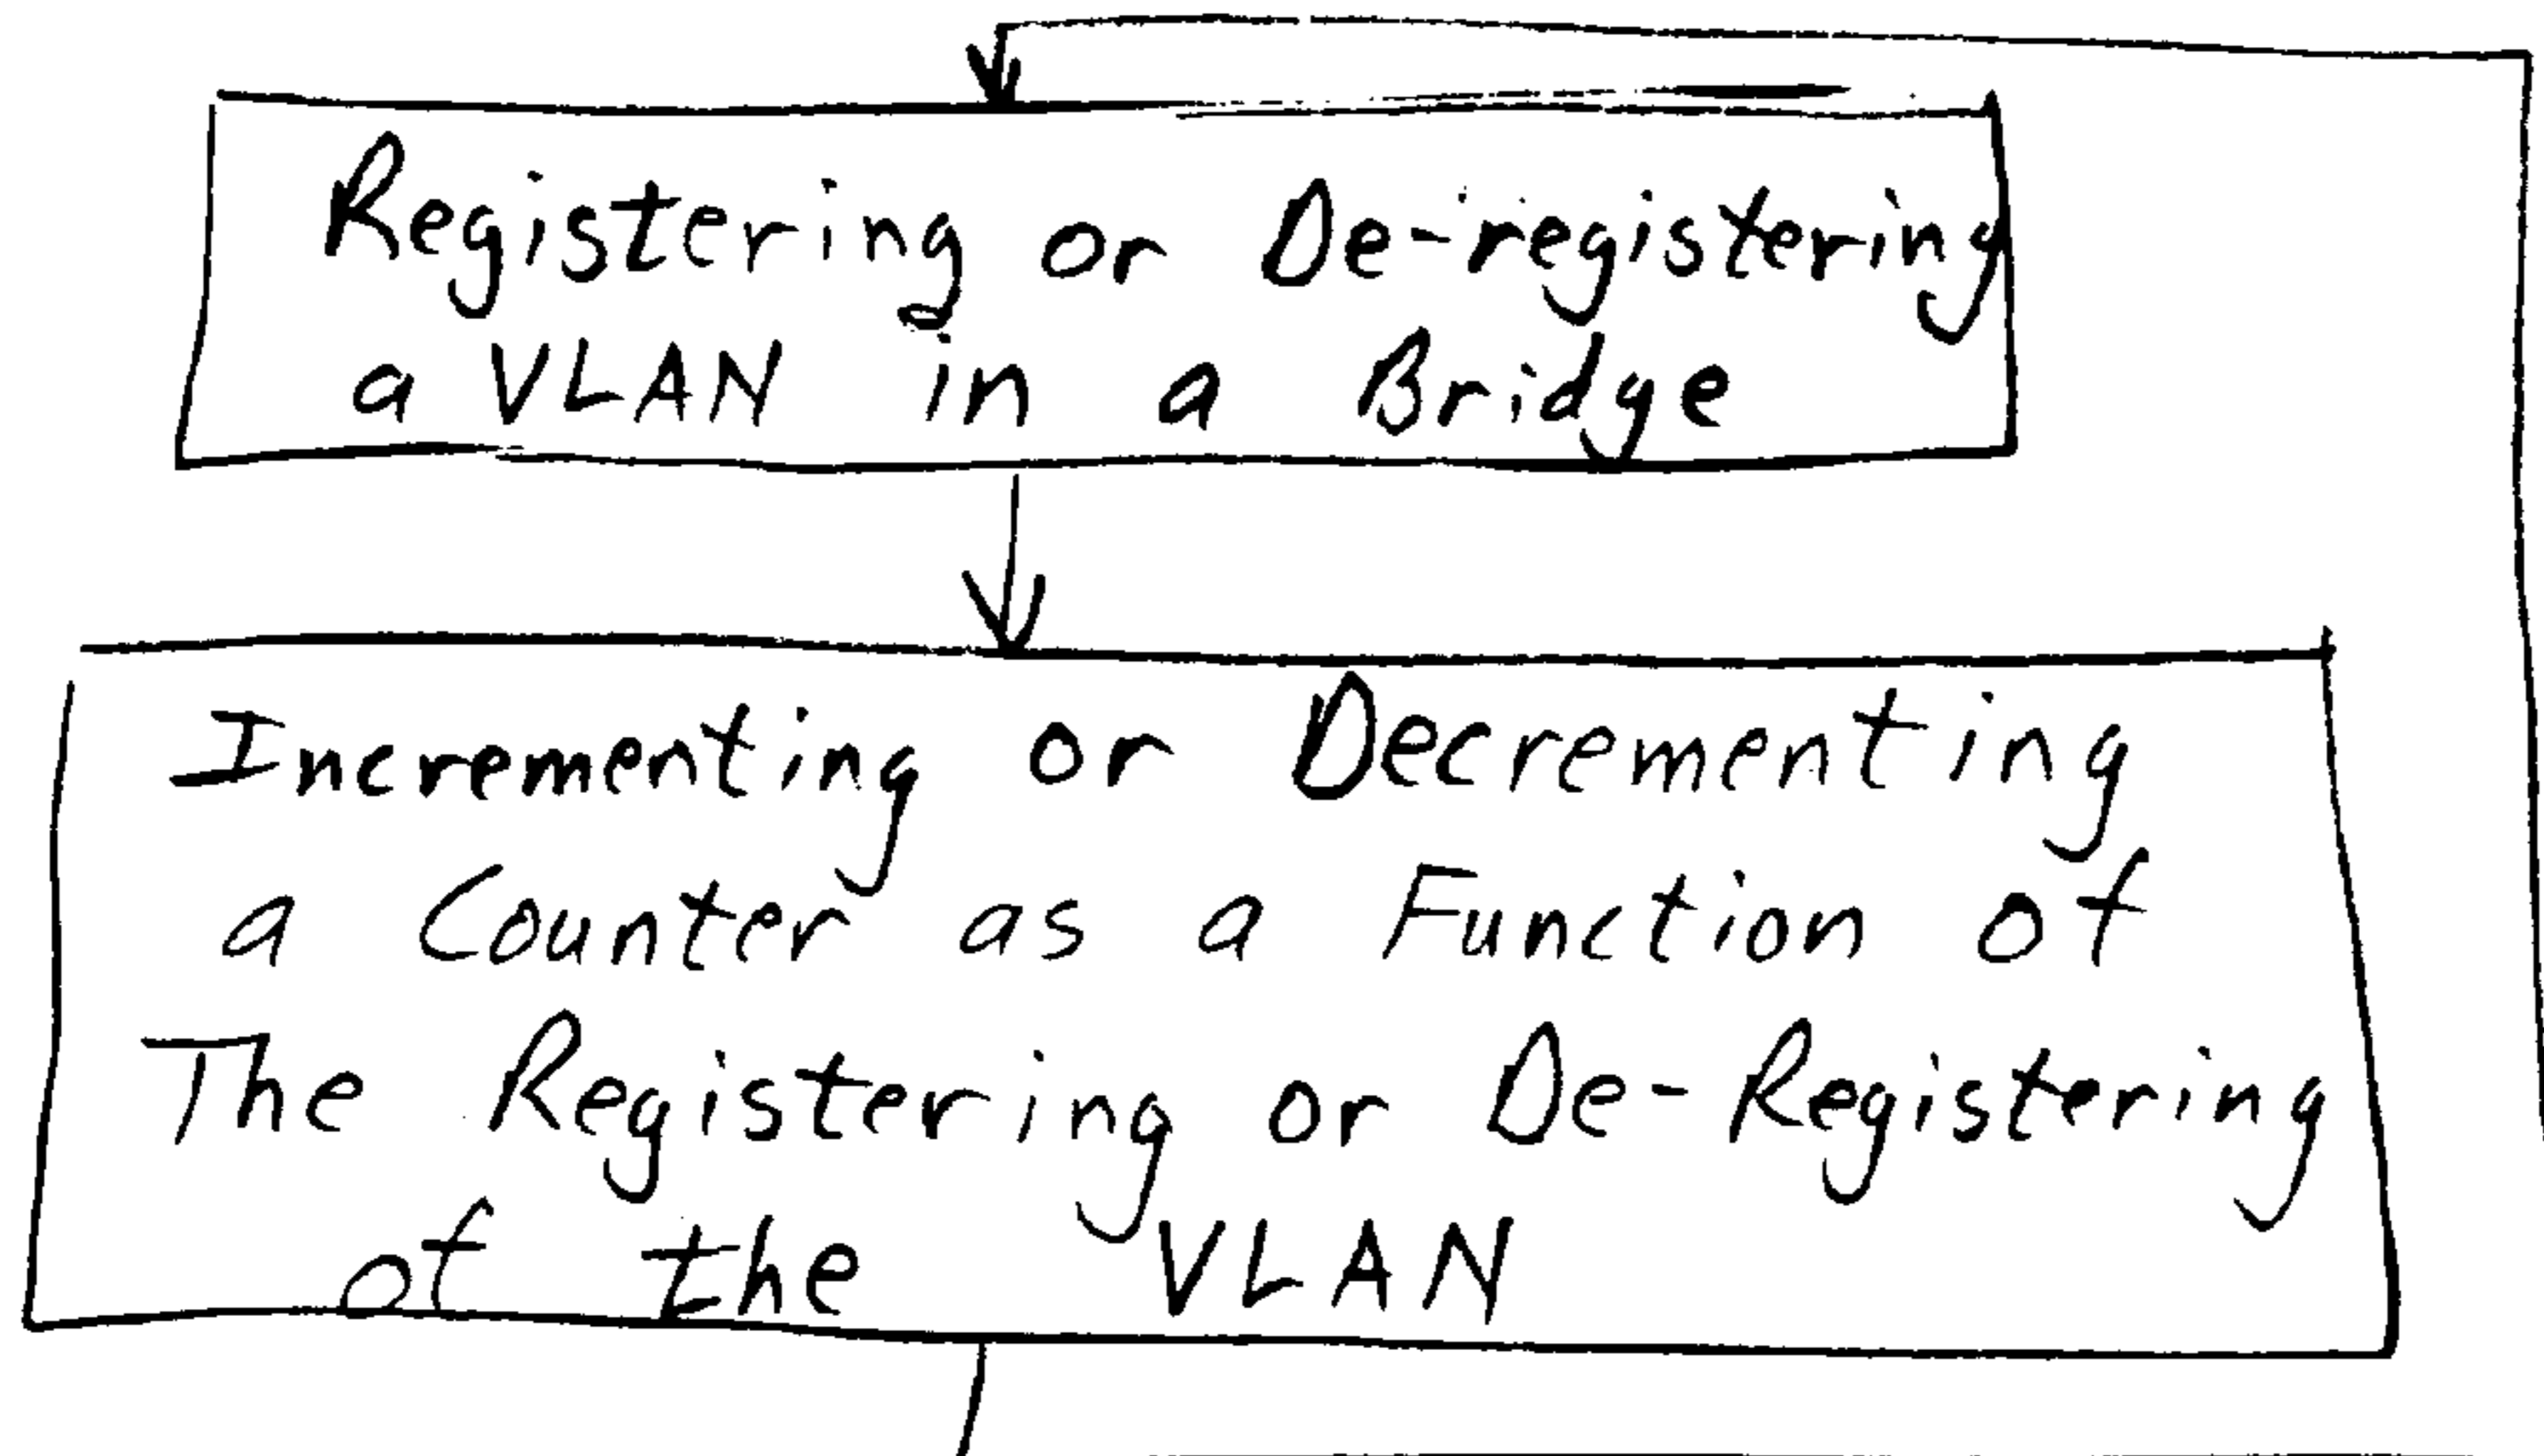 Registering or De-registering
a VLAN in a Bridge
Incrementing or Decrementing
a Counter as a Function of
The Registering or De-Registering
of the VLAN